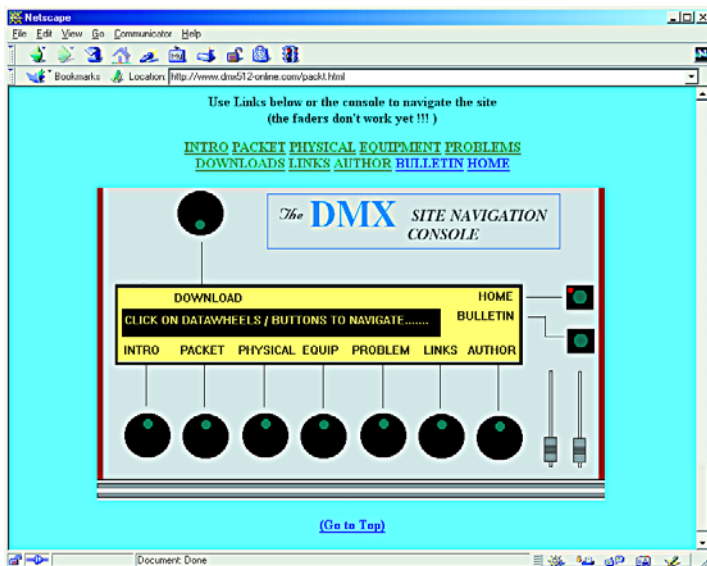 Netscape
File Edit View Go Communicator Help
Bookmarks Location: http://www.dmx512-online.com/packt.html
Use Links below or the console to navigate the site
(the faders don't work yet !!! )
INTRO PACKET PHYSICAL EQUIPMENT PROBLEMS
DOWNLOADS LINKS AUTHOR BULLETIN HOME
The DMX SITE NAVIGATION
CONSOLE
DOWNLOAD HOME
CLICK ON DATAWHEELS / BUTTONS TO NAVIGATE....... BULLETIN
INTRO PACKET PHYSICAL EQUIP PROBLEM LINKS AUTHOR
(Go to Top)
Document: Done